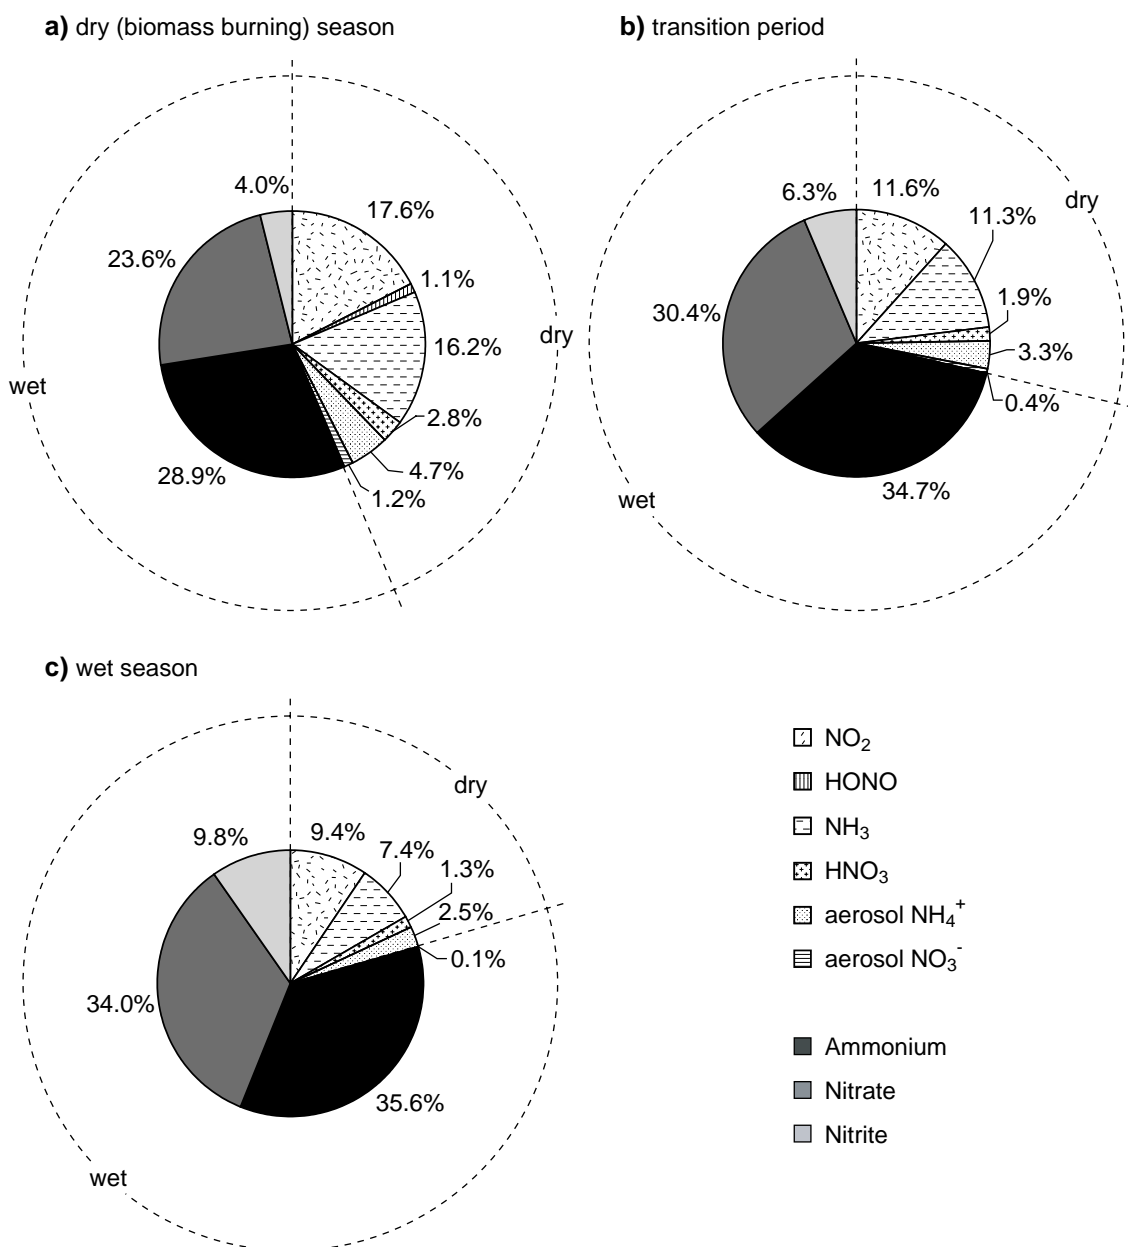 a) dry (biomass burning) season
4.0%
17.6%
23.6%
1.1%
16.2%
dry
wet
2.8%
4.7%
28.9%
1.2%
b) transition period
6.3%
11.6%
dry
11.3%
1.9%
30.4%
3.3%
0.4%
34.7%
wet
c) wet season
dry
9.8%
9.4%
7.4%
1.3%
2.5%
0.1%
34.0%
35.6%
wet
NO₂
HONO
NH₃
HNO₃
aerosol NH₄⁺
aerosol NO₃⁻
Ammonium
Nitrate
Nitrite